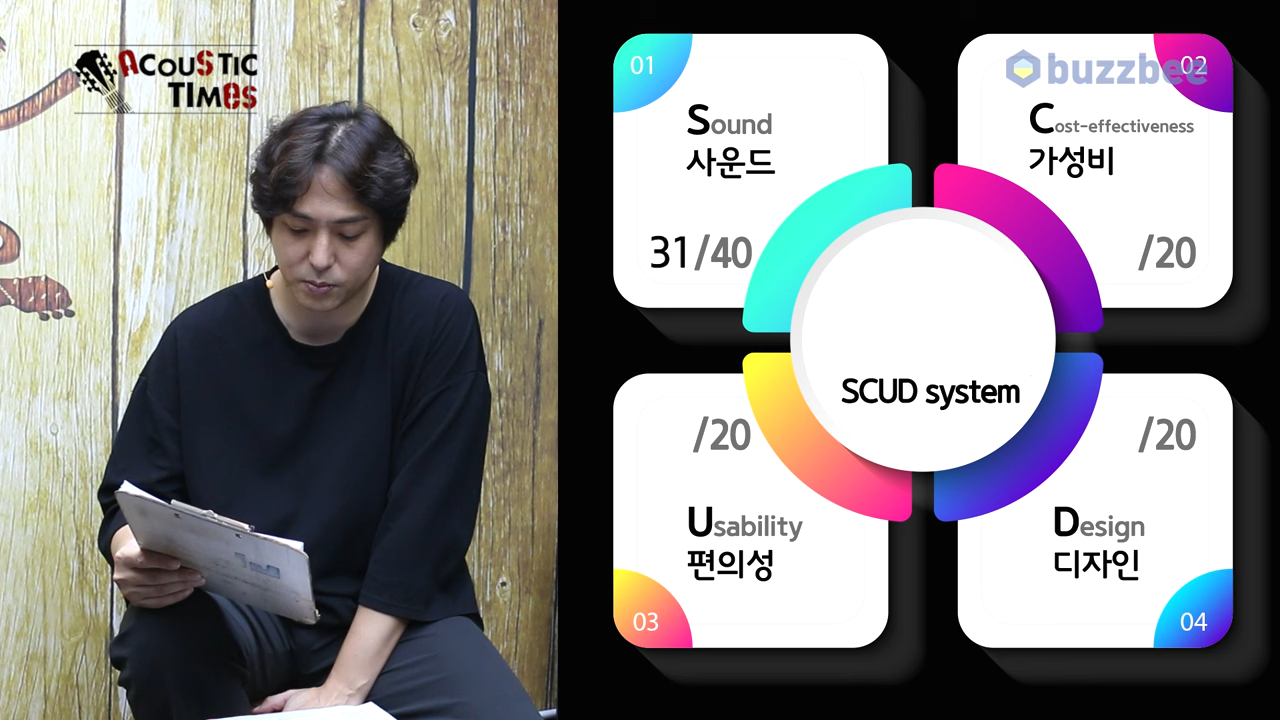 ACOUSTIC
TIMES
01
Sound
사운드
31/40
buzzbee
02
Cost-effectiveness
가성비
/20
SCUD system
/20
Usability
편의성
03
/20
Design
디자인
04